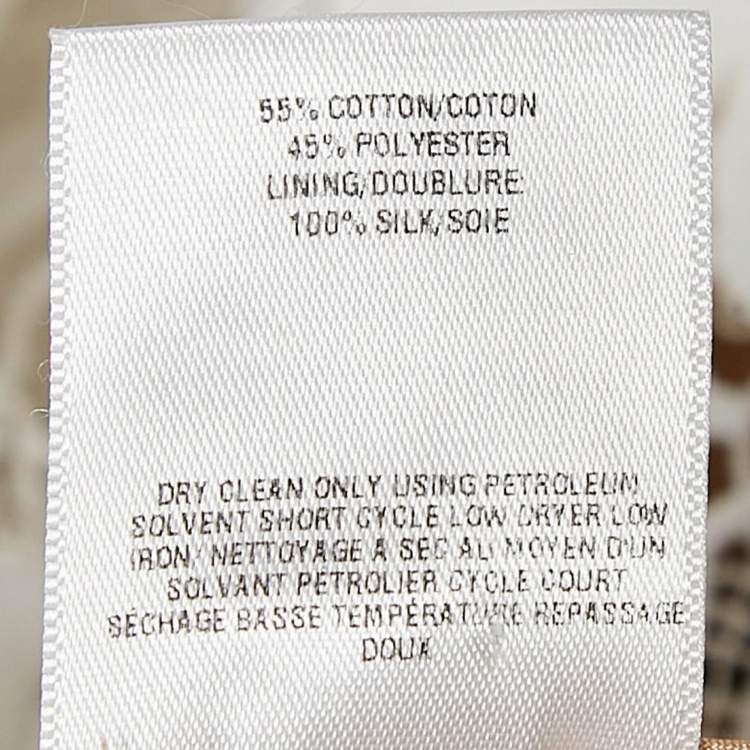 55% COTTON/COTON
45% POLYESTER
LINING/DOUBLURE:
100% SILK/SOIE
DRY CLEAN ONLY USING PETROLEUM
SOLVENT SHORT CYCLE LOW DRYER LOW
IRON/ NETTOYAGE A SEC AU MOYEN D'UN
SOLVANT PETROLIER CYCLE COURT
SÉCHAGE BASSE TEMPÉRATURE REPASSAGE
DOUX